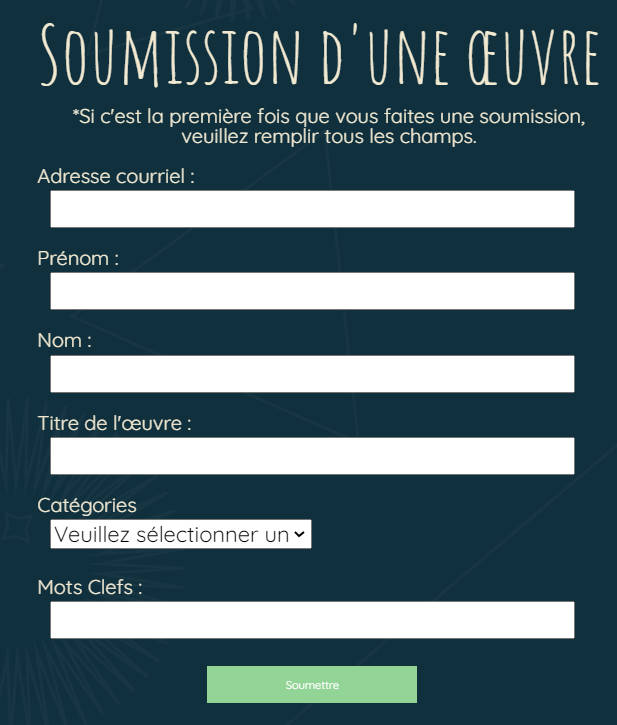 Soumission d'une œuvre
*Si c'est la première fois que vous faites une soumission,
veuillez remplir tous les champs.
Adresse courriel :
Prénom :
Nom :
Titre de l'œuvre :
Catégories
Veuillez sélectionner un
Mots Clefs :
Soumettre